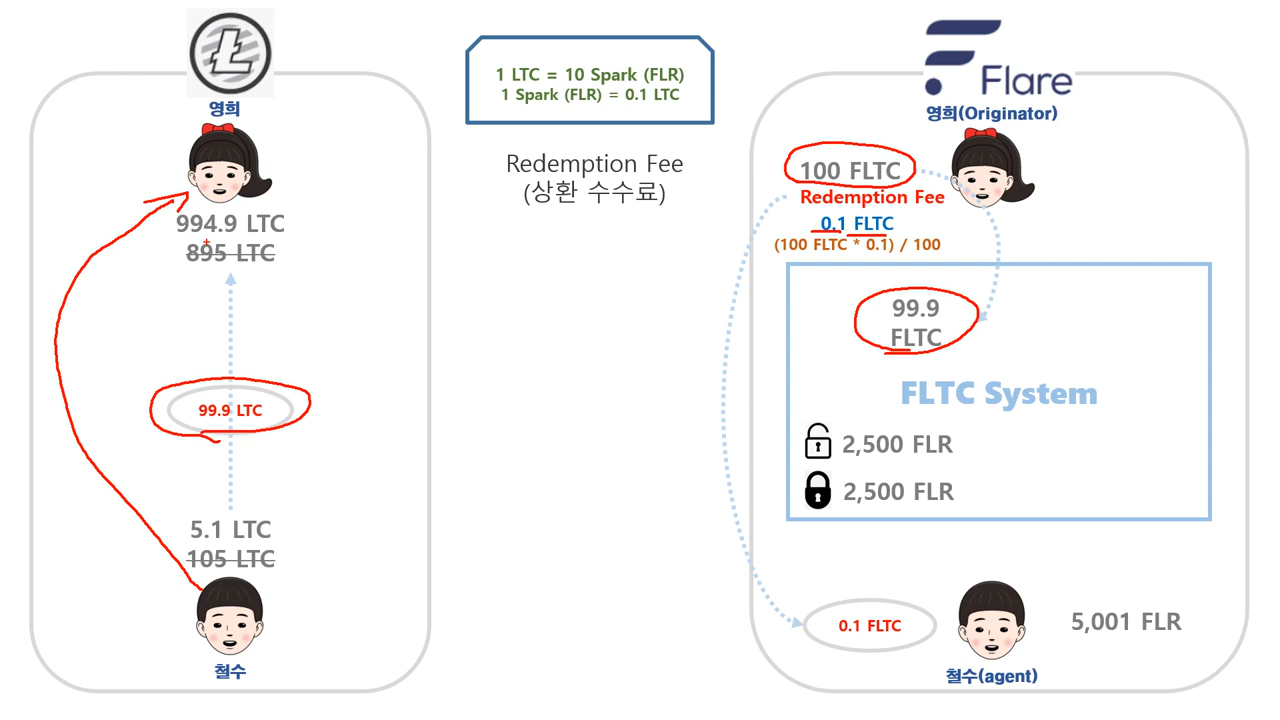 영희
994.9 LTC
895 LTC
99.9 LTC
5.1 LTC
105 LTC
철수
1 LTC = 10 Spark (FLR)
1 Spark (FLR) = 0.1 LTC
Redemption Fee
(상환 수수료)
Flare
영희(Originator)
100 FLTC
Redemption Fee
0.1 FLTC
(100 FLTC * 0.1) / 100
99.9
FLTC
FLTC System
2,500 FLR
2,500 FLR
0.1 FLTC
5,001 FLR
철수(agent)